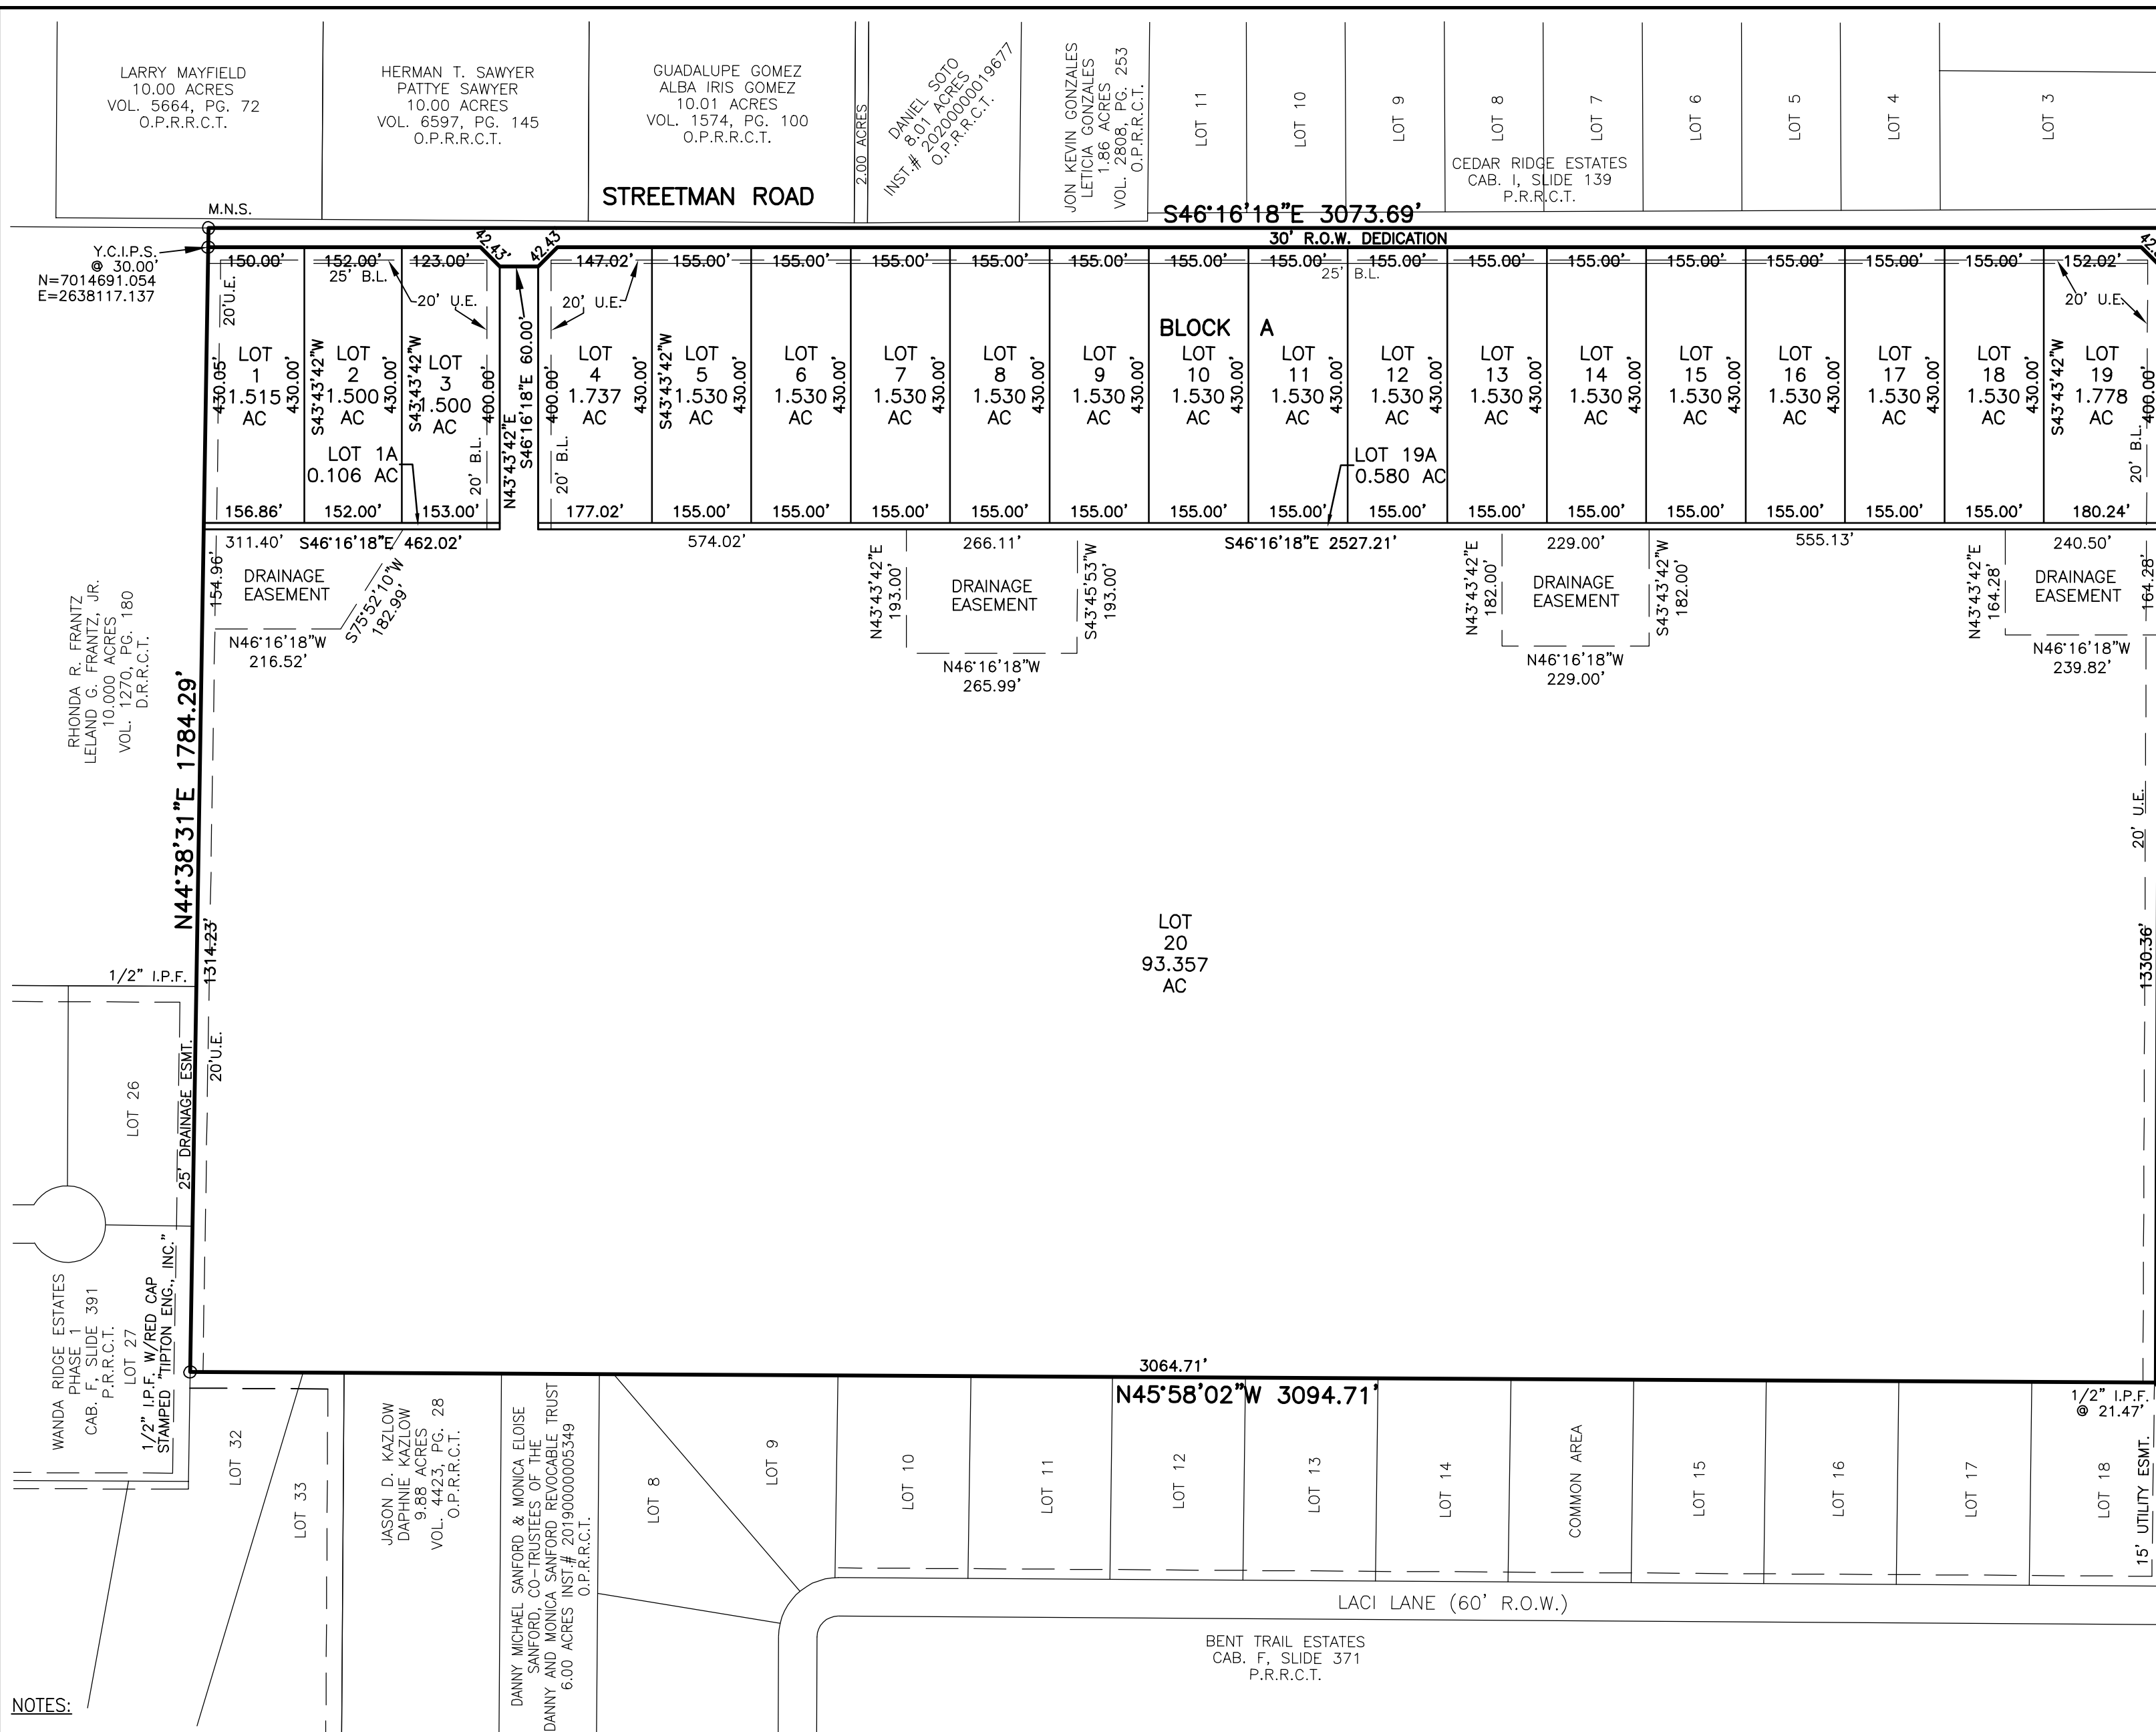 LARRY MAYFIELD
10.00 ACRES
VOL. 5664, PG. 72
O.P.R.R.C.T.
HERMAN T. SAWYER
PATTYE SAWYER
10.00 ACRES
VOL. 6597, PG. 145
O.P.R.R.C.T.
GUADALUPE GOMEZ
ALBA IRIS GOMEZ
10.01 ACRES
VOL. 1574, PG. 100
O.P.R.R.C.T.
2.00 ACRES
DANIEL SOTO
8.01 ACRES
INST.# 2020000019677
O.P.R.R.C.T.
JON KEVIN GONZALES
LETICIA GONZALES
1.86 ACRES
VOL. 2808, PG. 253
O.P.R.R.C.T.
LOT 11
LOT 10
LOT 9
LOT 8
LOT 7
LOT 6
LOT 5
LOT 4
LOT 3
CEDAR RIDGE ESTATES
CAB. I, SLIDE 139
P.R.R.C.T.
STREETMAN ROAD
M.N.S.
S46°16'18"E 3073.69'
30' R.O.W. DEDICATION
Y.C.I.P.S.
@ 30.00'
N=7014691.054
E=2638117.137
42.43'
42.43
150.00'
152.00'
123.00'
147.02'
155.00'
155.00'
155.00'
155.00'
155.00'
155.00'
155.00'
155.00'
155.00'
155.00'
155.00'
155.00'
155.00'
155.00'
152.02'
25' B.L.
25' B.L.
20'U.E.
20' U.E.
20' U.E.
20' U.E.
BLOCK A
430.05'
LOT
1
1.515
AC
430.00'
S43°43'42"W
LOT
2
1.500
AC
430.00'
S43°43'42"W
LOT
3
1.500
AC
400.00'
20' B.L.
N43°43'42"E
S46°16'18"E 60.00'
400.00'
20' B.L.
LOT
4
1.737
AC
430.00'
S43°43'42"W
LOT
5
1.530
AC
430.00'
LOT
6
1.530
AC
430.00'
LOT
7
1.530
AC
430.00'
LOT
8
1.530
AC
430.00'
LOT
9
1.530
AC
430.00'
LOT
10
1.530
AC
430.00'
LOT
11
1.530
AC
430.00'
LOT
12
1.530
AC
430.00'
LOT
13
1.530
AC
430.00'
LOT
14
1.530
AC
430.00'
LOT
15
1.530
AC
430.00'
LOT
16
1.530
AC
430.00'
LOT
17
1.530
AC
430.00'
LOT
18
1.530
AC
430.00'
S43°43'42"W
LOT
19
1.778
AC
400.00'
20' B.L.
LOT 1A
0.106 AC
LOT 19A
0.580 AC
156.86'
152.00'
153.00'
177.02'
155.00'
155.00'
155.00'
155.00'
155.00'
155.00'
155.00'
155.00'
155.00'
155.00'
155.00'
155.00'
155.00'
155.00'
180.24'
311.40'
S46°16'18"E 462.02'
574.02'
266.11'
S46°16'18"E 2527.21'
229.00'
555.13'
240.50'
154.96'
DRAINAGE
EASEMENT
S75°52'10"W
182.99'
N46°16'18"W
216.52'
N43°43'42"E
193.00'
DRAINAGE
EASEMENT
S43°45'53"W
193.00'
N46°16'18"W
265.99'
N43°43'42"E
182.00'
DRAINAGE
EASEMENT
S43°43'42"W
182.00'
N46°16'18"W
229.00'
N43°43'42"E
164.28'
DRAINAGE
EASEMENT
164.28'
N46°16'18"W
239.82'
RHONDA R. FRANTZ
LELAND G. FRANTZ, JR.
10.000 ACRES
VOL. 1270, PG. 180
D.R.R.C.T.
N44°38'31"E 1784.29'
1314.23'
20'U.E.
20' U.E.
1330.36'
LOT
20
93.357
AC
1/2" I.P.F.
LOT 26
25' DRAINAGE ESMT.
WANDA RIDGE ESTATES
PHASE 1
CAB. F, SLIDE 391
P.R.R.C.T.
LOT 27
1/2" I.P.F. W/RED CAP
STAMPED "TIPTON ENG., INC."
3064.71'
N45°58'02"W 3094.71'
1/2" I.P.F.
@ 21.47'
LOT 32
LOT 33
JASON D. KAZLOW
DAPHNIE KAZLOW
9.88 ACRES
VOL. 4423, PG. 28
O.P.R.R.C.T.
DANNY MICHAEL SANFORD & MONICA ELOISE
SANFORD, CO-TRUSTEES OF THE
DANNY AND MONICA SANFORD REVOCABLE TRUST
6.00 ACRES INST.# 20190000005349
O.P.R.R.C.T.
LOT 8
LOT 9
LOT 10
LOT 11
LOT 12
LOT 13
LOT 14
COMMON AREA
LOT 15
LOT 16
LOT 17
LOT 18
15' UTILITY ESMT.
LACI LANE (60' R.O.W.)
BENT TRAIL ESTATES
CAB. F, SLIDE 371
P.R.R.C.T.
NOTES: